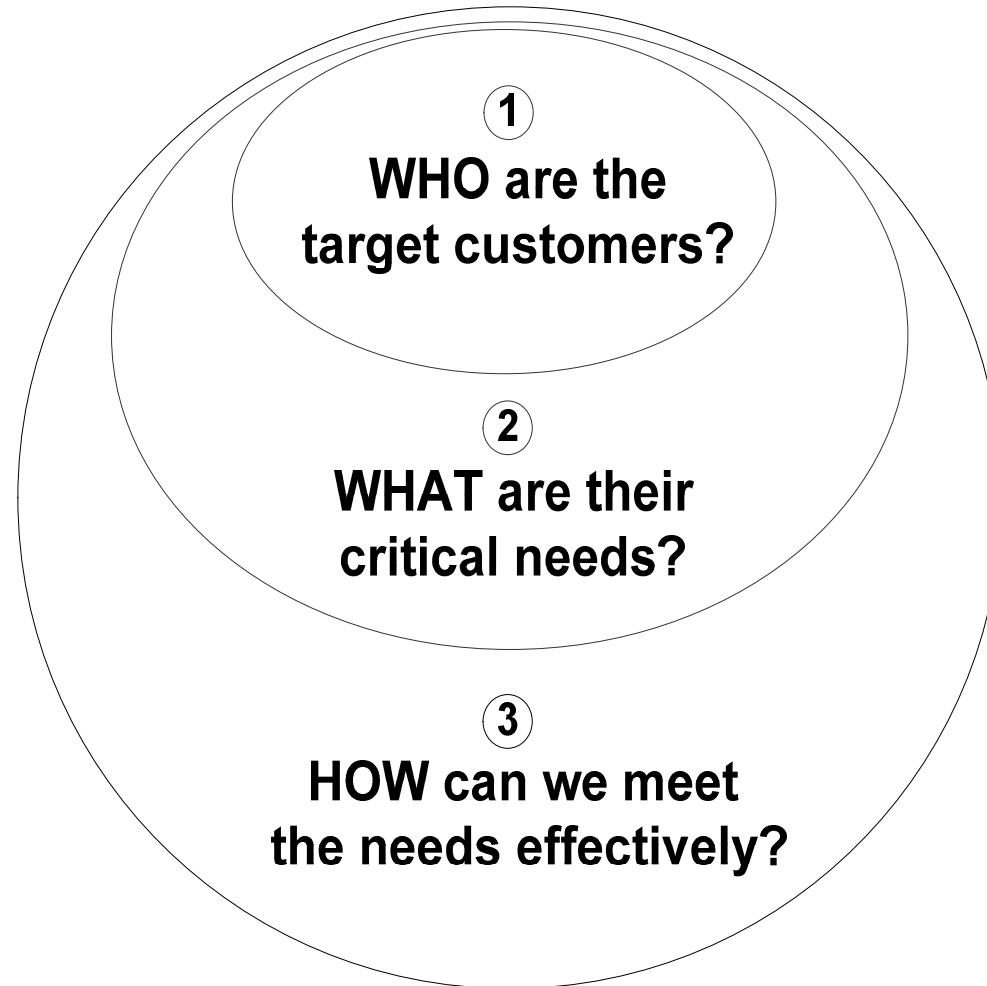 1
WHO are the
target customers?
2
WHAT are their
critical needs?
3
HOW can we meet
the needs effectively?